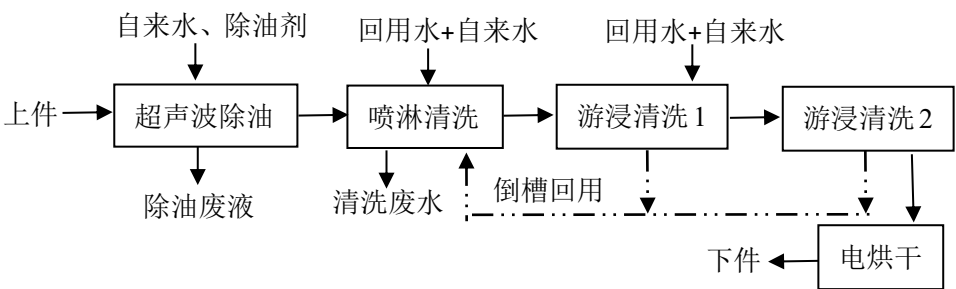 自来水、除油剂
回用水+自来水
回用水+自来水
上件
超声波除油
喷淋清洗
游浸清洗1
游浸清洗2
除油废液
清洗废水
倒槽回用
下件
电烘干